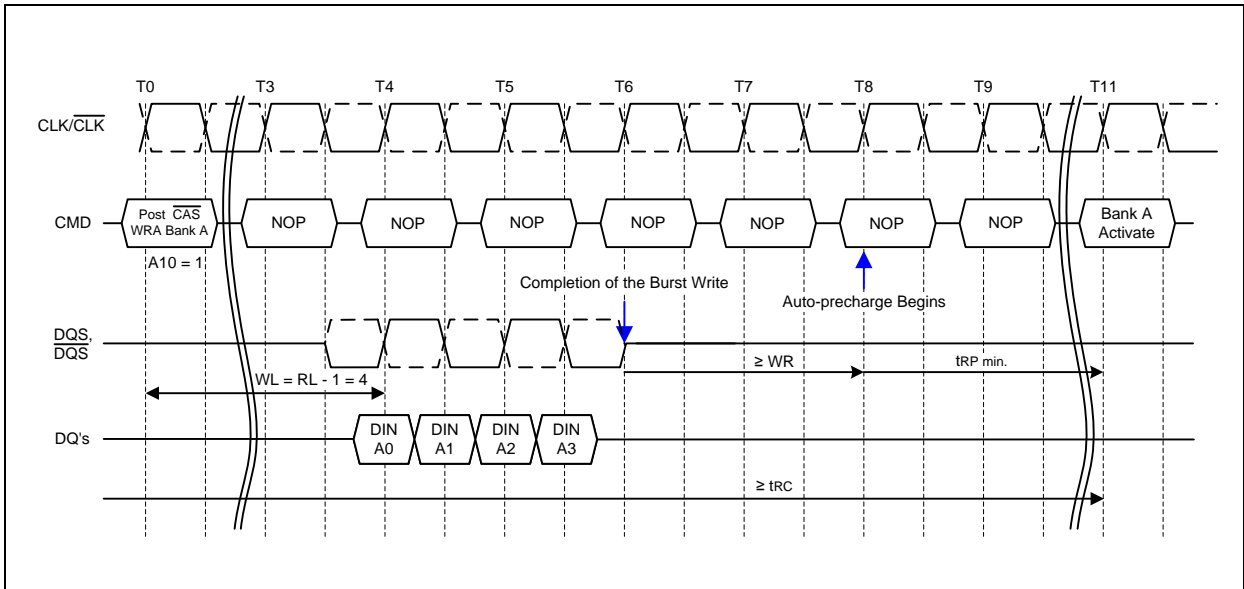 T0 T3 T4 T5 T6 T7 T8 T9 T11
CLK/CLK
CMD
Post CAS
WRA Bank A
NOP NOP NOP NOP NOP NOP NOP
Bank A
Activate
A10 = 1
Completion of the Burst Write
Auto-precharge Begins
DQS,
DQS
≥ WR
tRP min.
WL = RL - 1 = 4
DQ's
DIN
A0
DIN
A1
DIN
A2
DIN
A3
≥ tRC